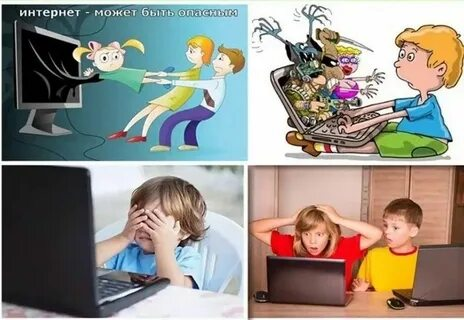 интернет - может быть опасным